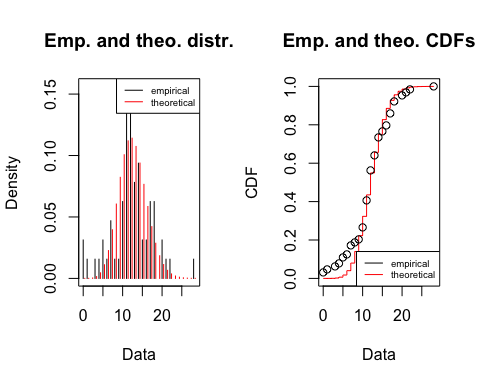 Emp. and theo. distr.
Density
0.00 0.05 0.10 0.15
empirical
theoretical
0 10 20
Data
Emp. and theo. CDFs
CDF
0.0 0.2 0.4 0.6 0.8 1.0
empirical
theoretical
0 10 20
Data